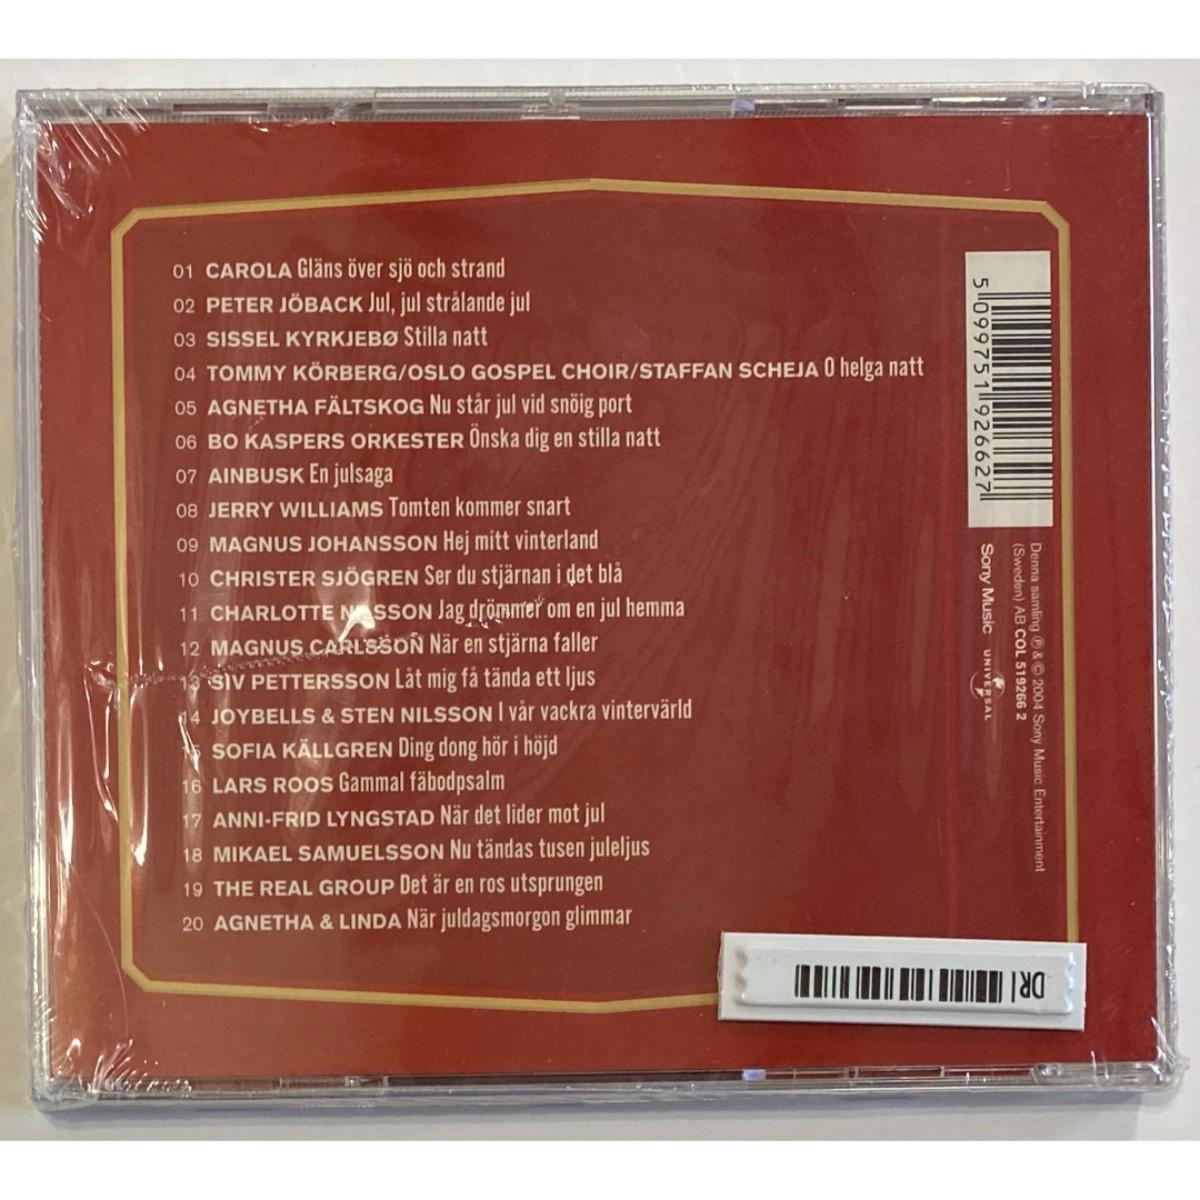 01 CAROLA Gläns över sjö och strand
02 PETER JÖBACK Jul, jul strålande jul
03 SISSEL KYRKJEBØ Stilla natt
04 TOMMY KÖRBERG/OSLO GOSPEL CHOIR/STAFFAN SCHEJA O helga natt
05 AGNETHA FÄLTSKOG Nu står jul vid snöig port
06 BO KASPERS ORKESTER Önska dig en stilla natt
07 AINBUSK En julsaga
08 JERRY WILLIAMS Tomten kommer snart
09 MAGNUS JOHANSSON Hej mitt vinterland
10 CHRISTER SJÖGREN Ser du stjärnan i det blå
11 CHARLOTTE NILSSON Jag drömmer om en jul hemma
12 MAGNUS CARLSSON När en stjärna faller
13 SIV PETTERSSON Låt mig få tända ett ljus
14 JOYBELLS & STEN NILSSON I vår vackra vintervärld
15 SOFIA KÄLLGREN Ding dong hör i höjd
16 LARS ROOS Gammal fäbodpsalm
17 ANNI-FRID LYNGSTAD När det lider mot jul
18 MIKAEL SAMUELSSON Nu tändas tusen juleljus
19 THE REAL GROUP Det är en ros utsprungen
20 AGNETHA & LINDA När juldagsmorgon glimmar
5 099751 926627
Denna samling ℗ & © 2004 Sony Music Entertainment
(Sweden) AB COL 519266 2
Sony Music UNIVERSAL
DRI